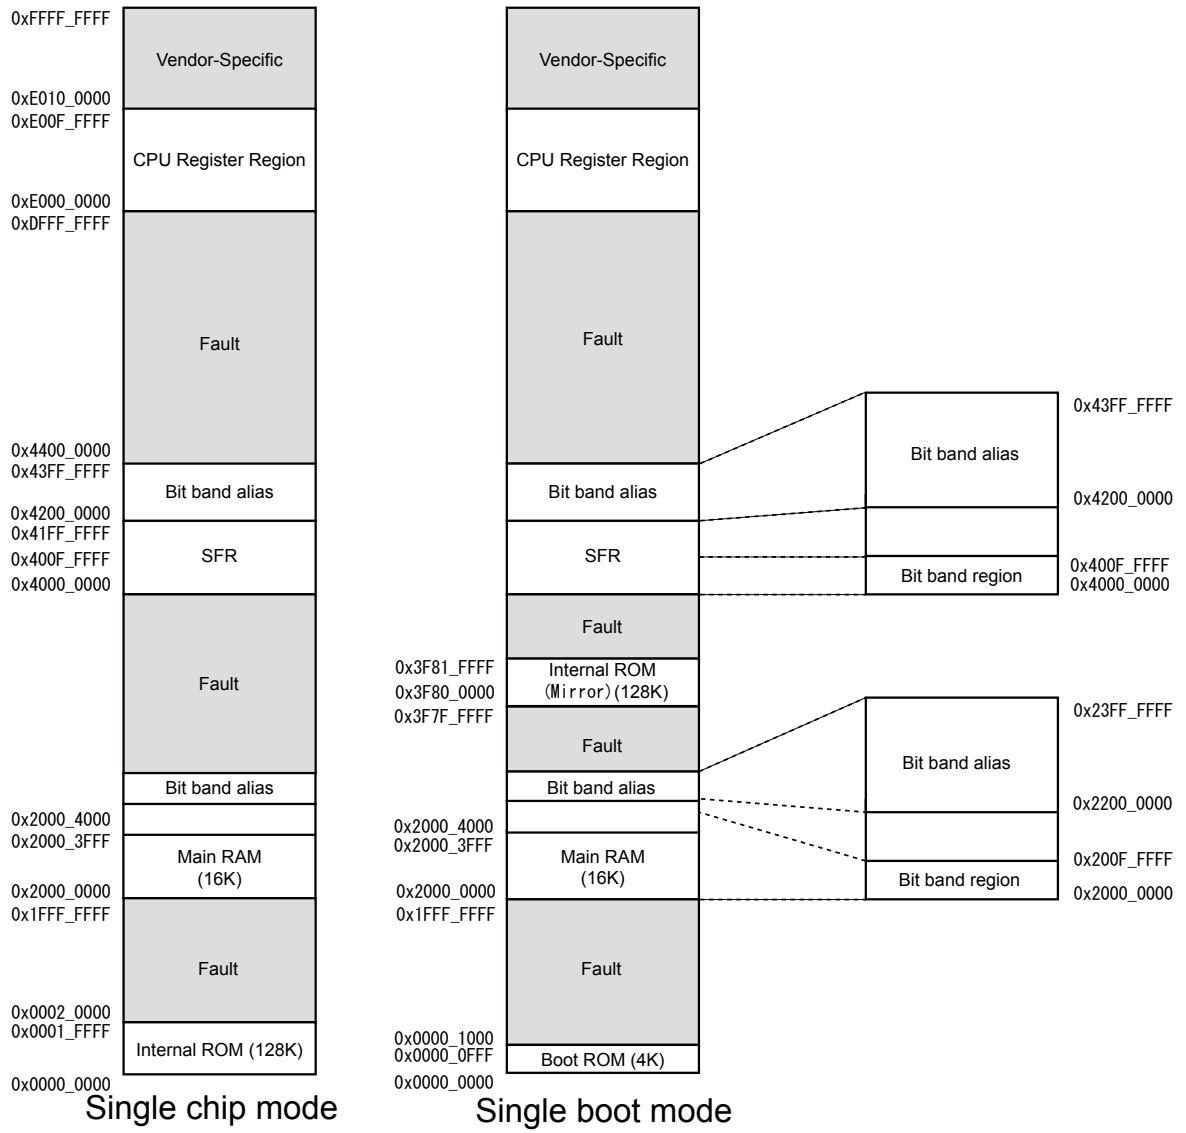 0xFFFF_FFFF
Vendor-Specific
0xE010_0000
0xE00F_FFFF
CPU Register Region
0xE000_0000
0xDFFF_FFFF
Fault
0x4400_0000
0x43FF_FFFF
Bit band alias
0x4200_0000
0x41FF_FFFF
0x400F_FFFF
SFR
0x4000_0000
Fault
Bit band alias
0x2000_4000
0x2000_3FFF
Main RAM
(16K)
0x2000_0000
0x1FFF_FFFF
Fault
0x0002_0000
0x0001_FFFF
Internal ROM (128K)
0x0000_0000
Single chip mode
Vendor-Specific
CPU Register Region
Fault
Bit band alias
SFR
Fault
0x3F81_FFFF
Internal ROM
0x3F80_0000
(Mirror)(128K)
0x3F7F_FFFF
Fault
Bit band alias
0x2000_4000
0x2000_3FFF
Main RAM
(16K)
0x2000_0000
0x1FFF_FFFF
Fault
0x0000_1000
0x0000_0FFF
Boot ROM (4K)
0x0000_0000
Single boot mode
0x43FF_FFFF
Bit band alias
0x4200_0000
0x400F_FFFF
Bit band region
0x4000_0000
0x23FF_FFFF
Bit band alias
0x2200_0000
0x200F_FFFF
Bit band region
0x2000_0000